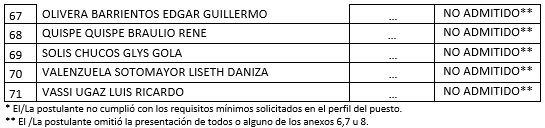 67 OLIVERA BARRIENTOS EDGAR GUILLERMO ... NO ADMITIDO**
68 QUISPE QUISPE BRAULIO RENE ... NO ADMITIDO**
69 SOLIS CHUCOS GLYS GOLA ... NO ADMITIDO**
70 VALENZUELA SOTOMAYOR LISETH DANIZA ... NO ADMITIDO**
71 VASSI UGAZ LUIS RICARDO ... NO ADMITIDO**
* El/La postulante no cumplió con los requisitos mínimos solicitados en el perfil del puesto.
** El /La postulante omitió la presentación de todos o alguno de los anexos 6,7 u 8.